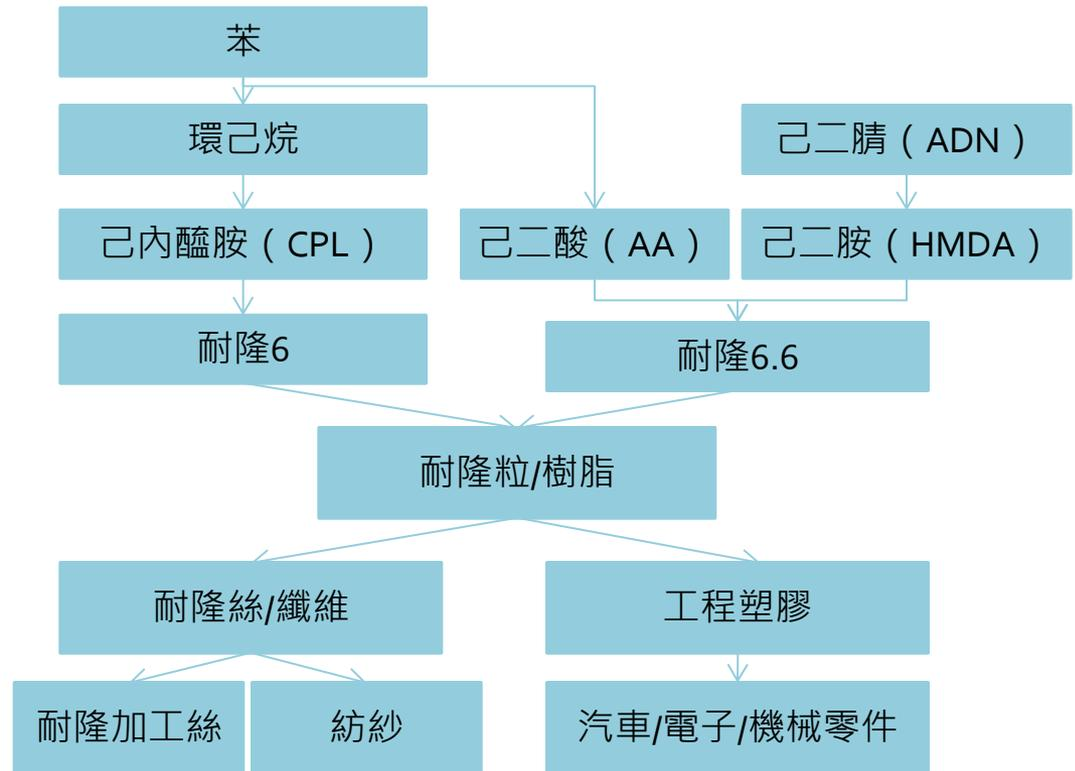 苯
環己烷
己二腈（ADN）
己內醯胺（CPL）
己二酸（AA）
己二胺（HMDA）
耐隆6
耐隆6.6
耐隆粒/樹脂
耐隆絲/纖維
工程塑膠
耐隆加工絲
紡紗
汽車/電子/機械零件